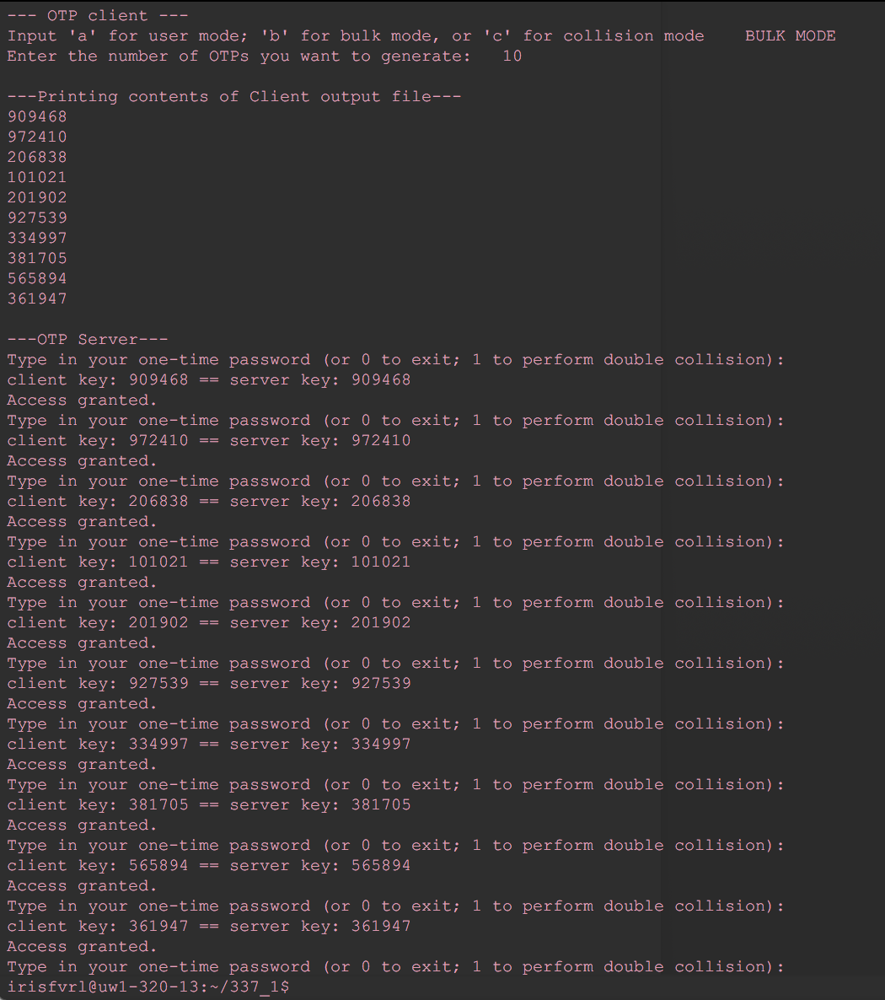 --- OTP client ---
Input 'a' for user mode; 'b' for bulk mode, or 'c' for collision mode    BULK MODE
Enter the number of OTPs you want to generate:   10
---Printing contents of Client output file---
909468
972410
206838
101021
201902
927539
334997
381705
565894
361947
---OTP Server---
Type in your one-time password (or 0 to exit; 1 to perform double collision):
client key: 909468 == server key: 909468
Access granted.
Type in your one-time password (or 0 to exit; 1 to perform double collision):
client key: 972410 == server key: 972410
Access granted.
Type in your one-time password (or 0 to exit; 1 to perform double collision):
client key: 206838 == server key: 206838
Access granted.
Type in your one-time password (or 0 to exit; 1 to perform double collision):
client key: 101021 == server key: 101021
Access granted.
Type in your one-time password (or 0 to exit; 1 to perform double collision):
client key: 201902 == server key: 201902
Access granted.
Type in your one-time password (or 0 to exit; 1 to perform double collision):
client key: 927539 == server key: 927539
Access granted.
Type in your one-time password (or 0 to exit; 1 to perform double collision):
client key: 334997 == server key: 334997
Access granted.
Type in your one-time password (or 0 to exit; 1 to perform double collision):
client key: 381705 == server key: 381705
Access granted.
Type in your one-time password (or 0 to exit; 1 to perform double collision):
client key: 565894 == server key: 565894
Access granted.
Type in your one-time password (or 0 to exit; 1 to perform double collision):
client key: 361947 == server key: 361947
Access granted.
Type in your one-time password (or 0 to exit; 1 to perform double collision):
irisfvrl@uw1-320-13:~/337_1$